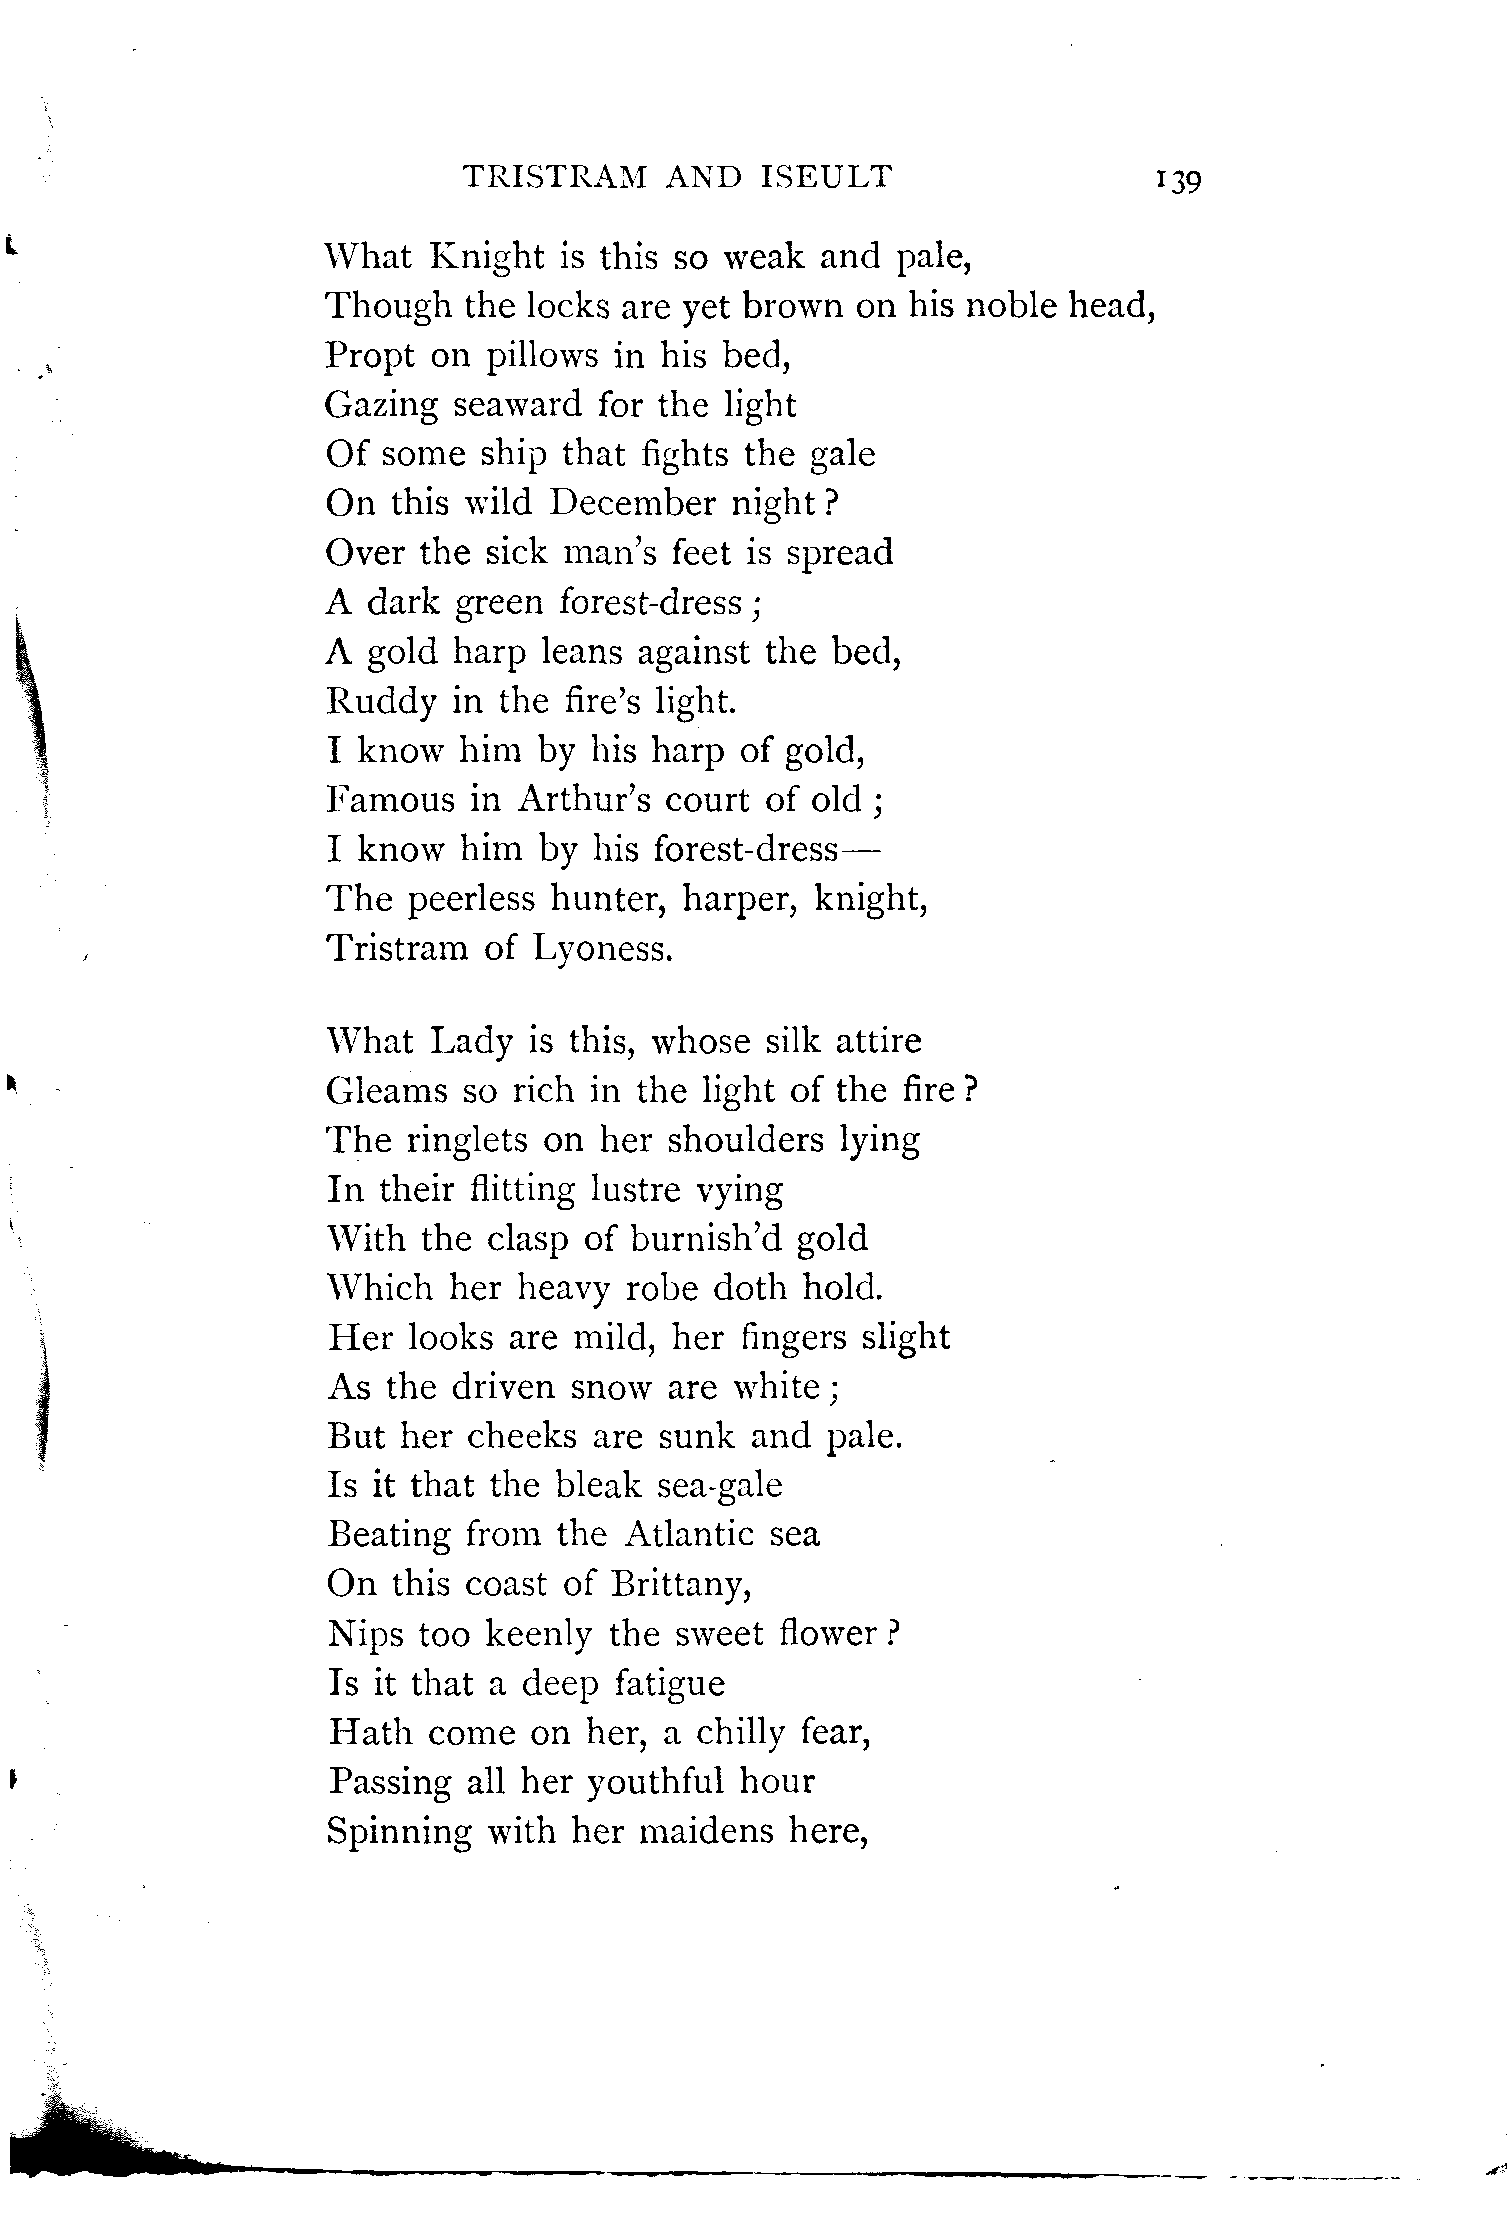 TRISTRAM AND ISEULT 139
What Knight is this so weak and pale,
Though the locks are yet brown on his noble head,
Propt on pillows in his bed,
Gazing seaward for the light
Of some ship that fights the gale
On this wild December night?
Over the sick man's feet is spread
A dark green forest-dress;
A gold harp leans against the bed,
Ruddy in the fire's light.
I know him by his harp of gold,
Famous in Arthur's court of old;
I know him by his forest-dress—
The peerless hunter, harper, knight,
Tristram of Lyoness.
What Lady is this, whose silk attire
Gleams so rich in the light of the fire?
The ringlets on her shoulders lying
In their flitting lustre vying
With the clasp of burnish'd gold
Which her heavy robe doth hold.
Her looks are mild, her fingers slight
As the driven snow are white;
But her cheeks are sunk and pale.
Is it that the bleak sea-gale
Beating from the Atlantic sea
On this coast of Brittany,
Nips too keenly the sweet flower?
Is it that a deep fatigue
Hath come on her, a chilly fear,
Passing all her youthful hour
Spinning with her maidens here,